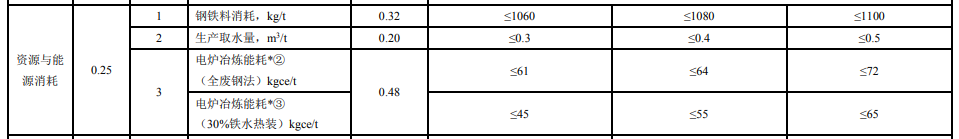 资源与能源消耗 0.25 1 钢铁料消耗，kg/t 0.32 ≤1060 ≤1080 ≤1100
2 生产取水量，m³/t 0.20 ≤0.3 ≤0.4 ≤0.5
3 电炉冶炼能耗*②（全废钢法）kgce/t 0.48 ≤61 ≤64 ≤72
电炉冶炼能耗*③（30%铁水热装）kgce/t ≤45 ≤55 ≤65